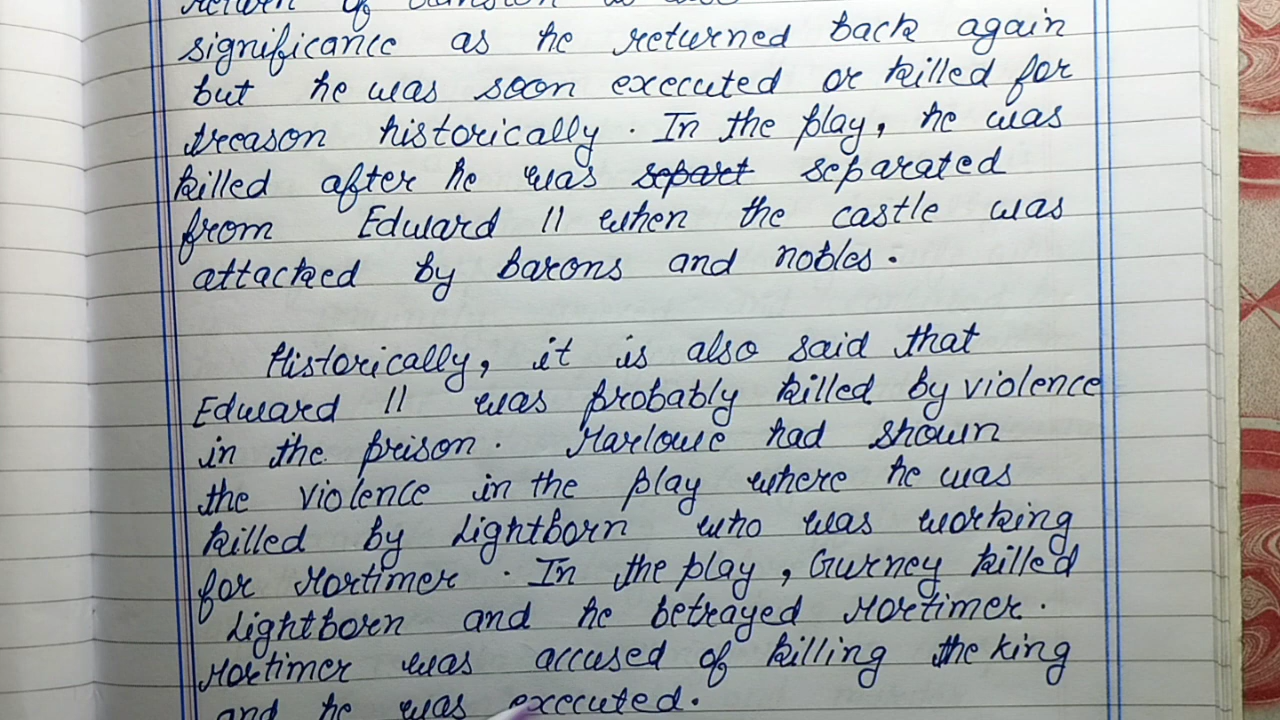 of
significance as he returned back again
but he was soon executed or killed for
treason historically. In the play, he was
killed after he was separt separated
from Edward II when the castle was
attacked by barons and nobles.
Historically, it is also said that
Edward II was probably killed by violence
in the prison. Marlowe had shown
the violence in the play where he was
killed by Lightborn who was working
for Mortimer. In the play, Gurney killed
Lightborn and he betrayed Mortimer.
Mortimer was accused of killing the king
and he was executed.